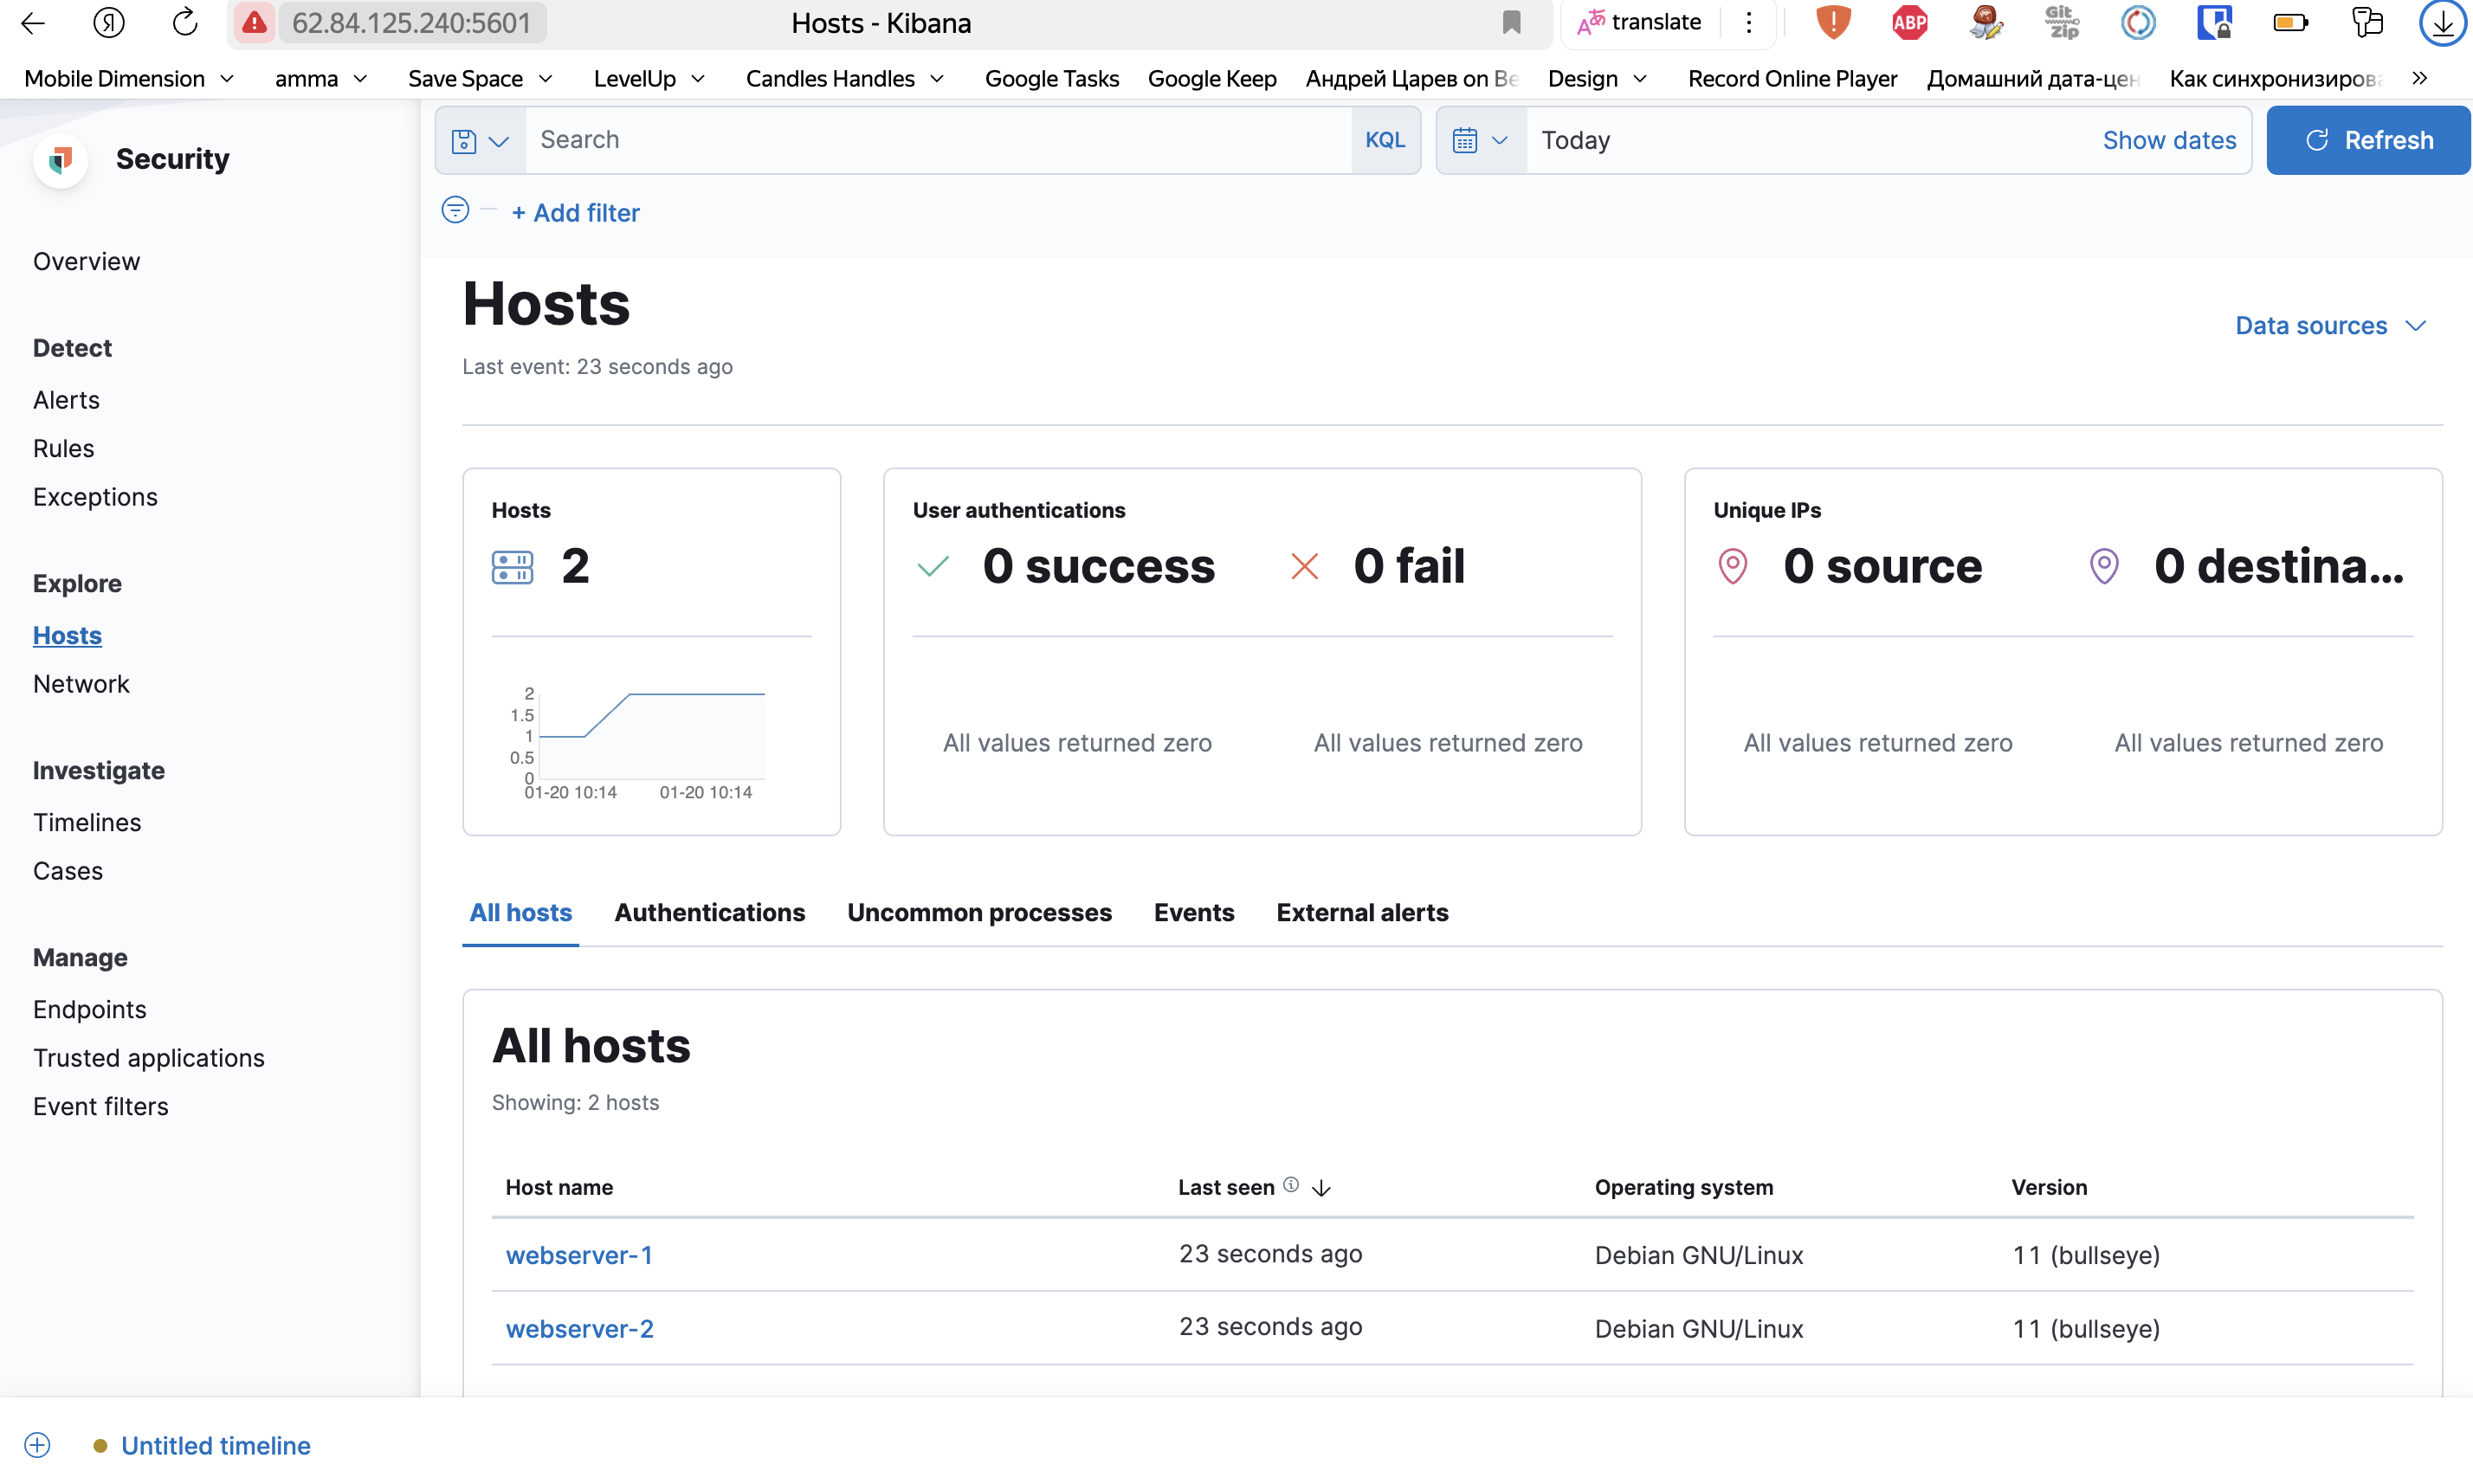 Я
62.84.125.240:5601
Hosts - Kibana
translate
ABP
Git Zip
Mobile Dimension
amma
Save Space
LevelUp
Candles Handles
Google Tasks
Google Keep
Андрей Царев on Be
Design
Record Online Player
Домашний дата-цен
Как синхронизирова
»
Security
Search
KQL
Today
Show dates
Refresh
+ Add filter
Overview
Detect
Alerts
Rules
Exceptions
Explore
Hosts
Network
Investigate
Timelines
Cases
Manage
Endpoints
Trusted applications
Event filters
Hosts
Last event: 23 seconds ago
Data sources
Hosts
2
2
1.5
1
0.5
0
01-20 10:14
01-20 10:14
User authentications
0 success
0 fail
All values returned zero
All values returned zero
Unique IPs
0 source
0 destina...
All values returned zero
All values returned zero
All hosts
Authentications
Uncommon processes
Events
External alerts
All hosts
Showing: 2 hosts
Host name
Last seen
Operating system
Version
webserver-1
23 seconds ago
Debian GNU/Linux
11 (bullseye)
webserver-2
23 seconds ago
Debian GNU/Linux
11 (bullseye)
Untitled timeline